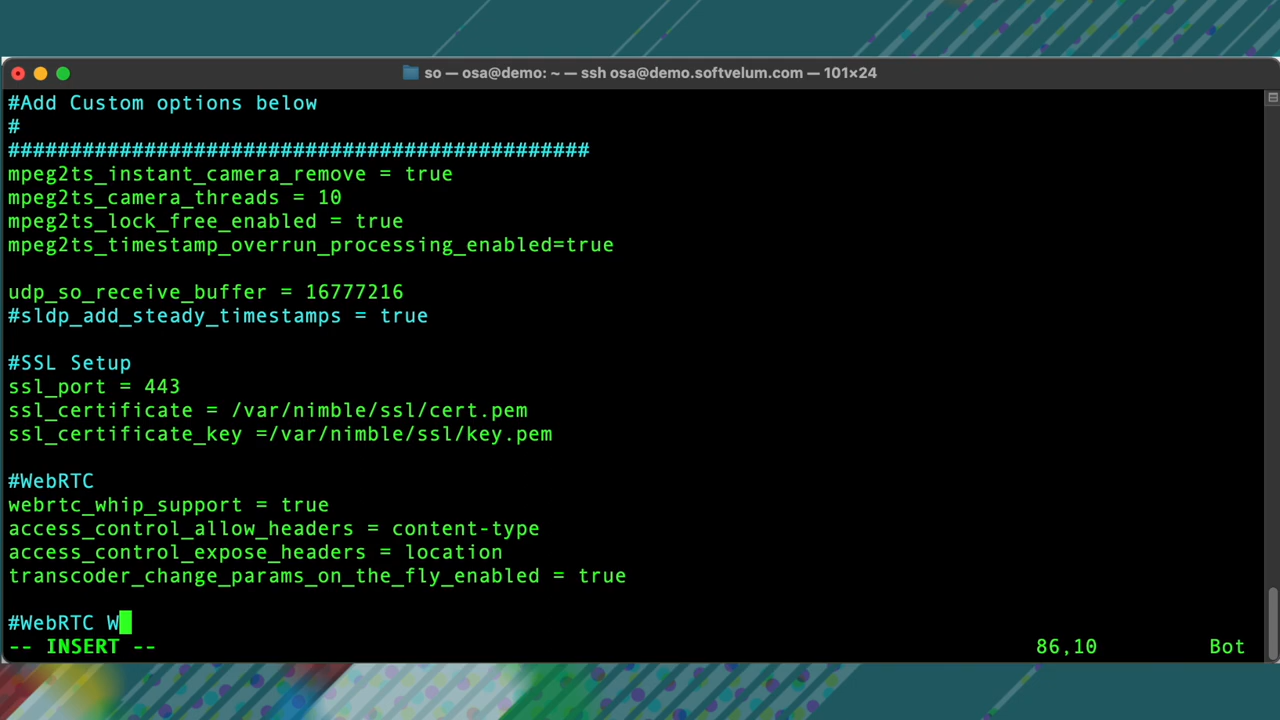 so — osa@demo: ~ — ssh osa@demo.softvelum.com — 101×24
#Add Custom options below
#
###############################################
mpeg2ts_instant_camera_remove = true
mpeg2ts_camera_threads = 10
mpeg2ts_lock_free_enabled = true
mpeg2ts_timestamp_overrun_processing_enabled=true
udp_so_receive_buffer = 16777216
#sldp_add_steady_timestamps = true
#SSL Setup
ssl_port = 443
ssl_certificate = /var/nimble/ssl/cert.pem
ssl_certificate_key =/var/nimble/ssl/key.pem
#WebRTC
webrtc_whip_support = true
access_control_allow_headers = content-type
access_control_expose_headers = location
transcoder_change_params_on_the_fly_enabled = true
#WebRTC W
-- INSERT -- 86,10 Bot